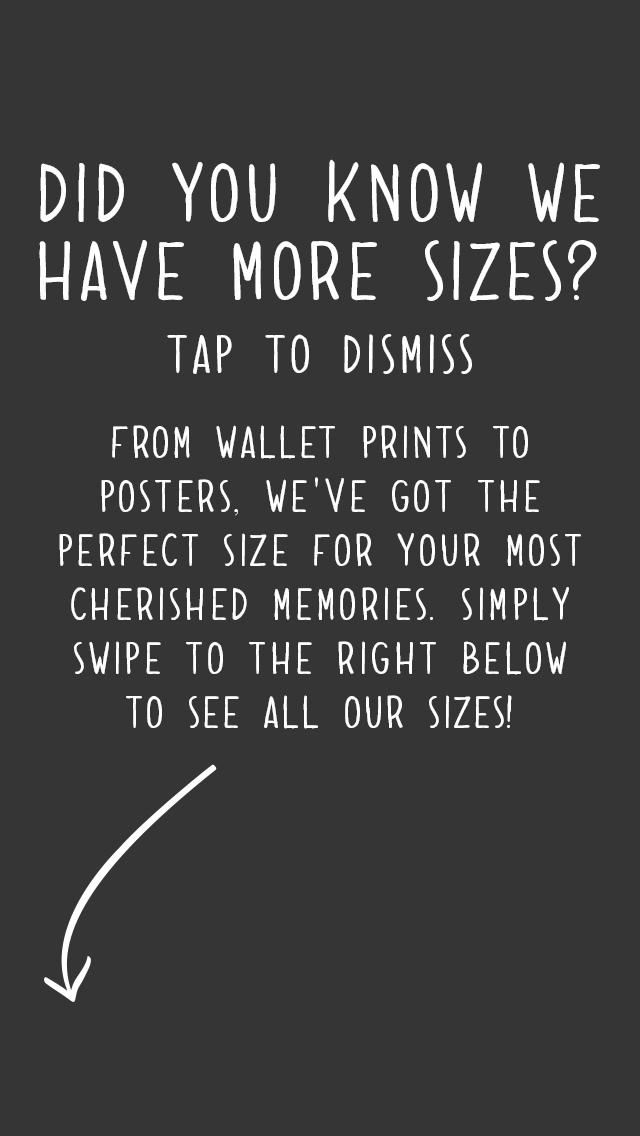 DID YOU KNOW WE
HAVE MORE SIZES?
TAP TO DISMISS
FROM WALLET PRINTS TO
POSTERS, WE'VE GOT THE
PERFECT SIZE FOR YOUR MOST
CHERISHED MEMORIES. SIMPLY
SWIPE TO THE RIGHT BELOW
TO SEE ALL OUR SIZES!